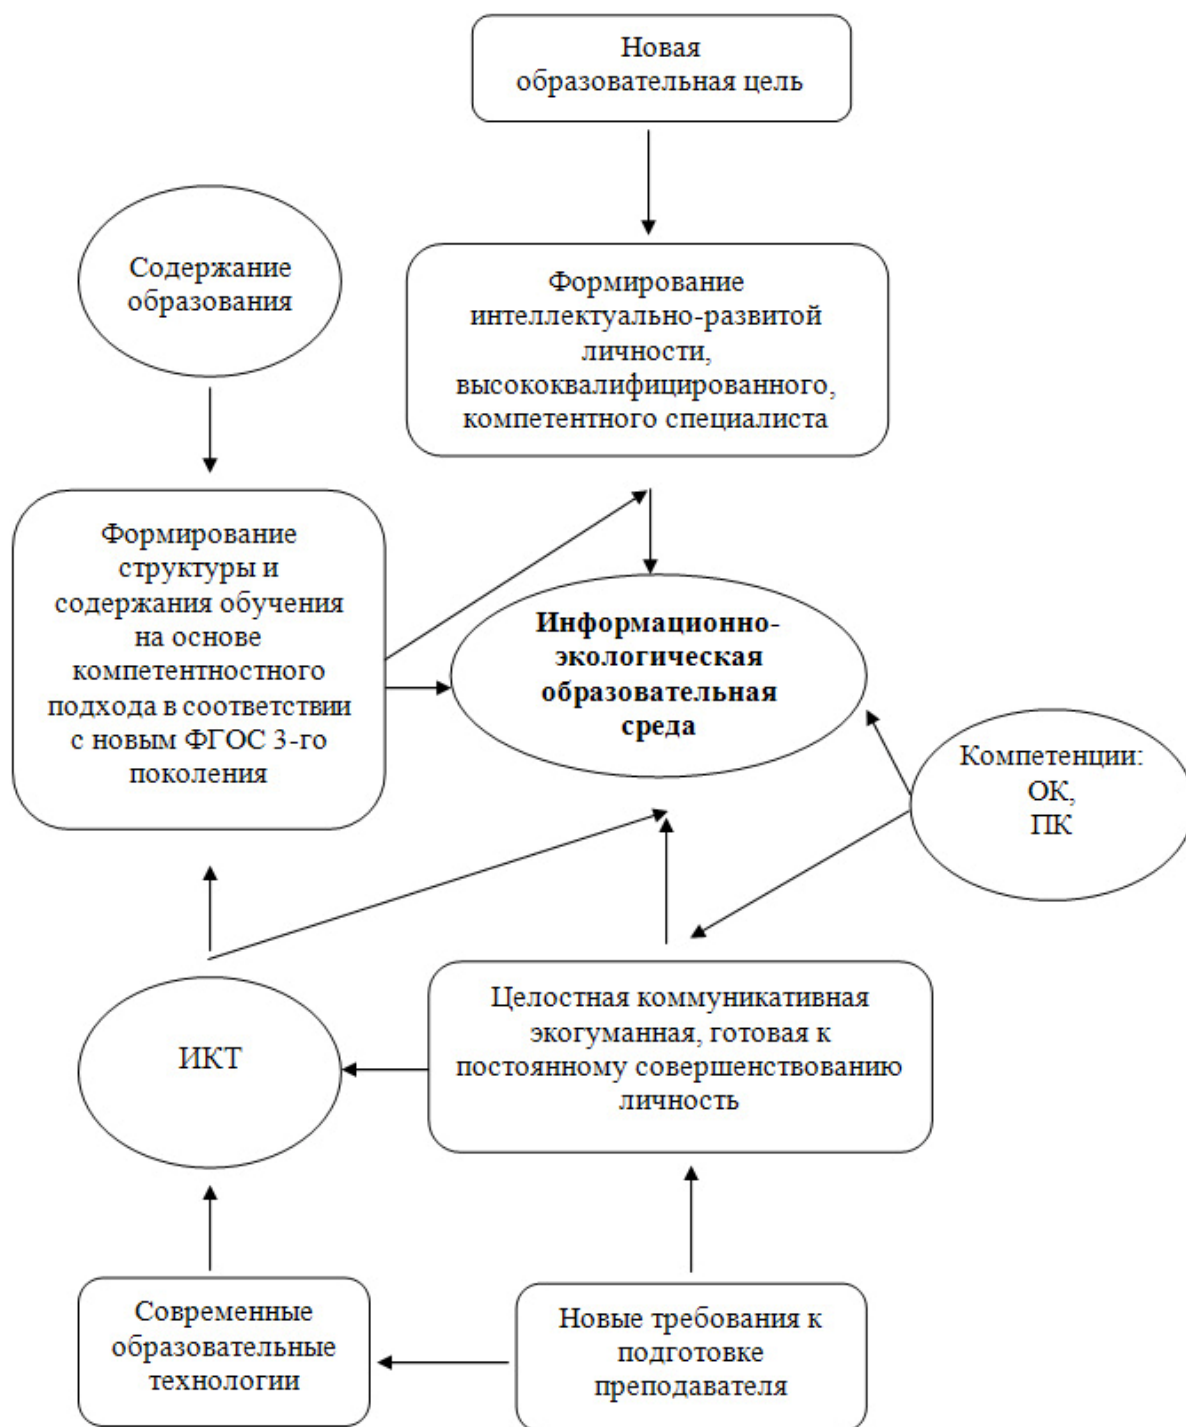 Новая
образовательная цель
Содержание
образования
Формирование
интеллектуально-развитой
личности,
высококвалифицированного,
компетентного специалиста
Формирование
структуры и
содержания обучения
на основе
компетентностного
подхода в соответствии
с новым ФГОС 3-го
поколения
Информационно-
экологическая
образовательная
среда
Компетенции:
ОК,
ПК
ИКТ
Целостная коммуникативная
экогуманная, готовая к
постоянному совершенствованию
личность
Современные
образовательные
технологии
Новые требования к
подготовке
преподавателя